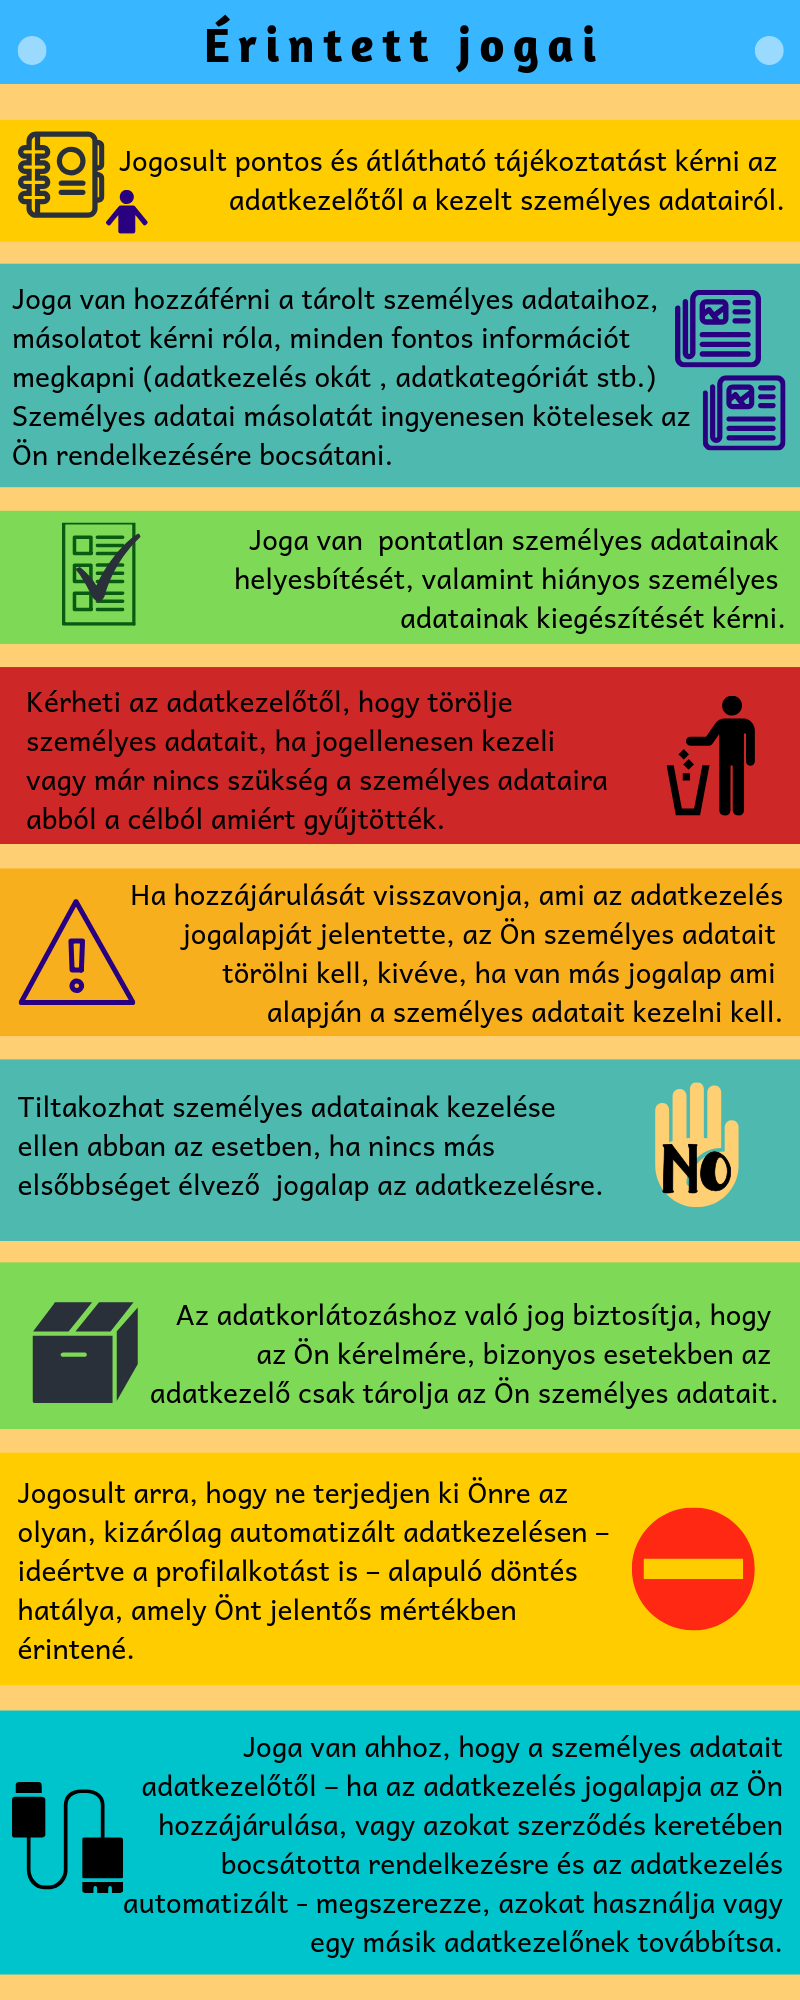 Érintett jogai
Jogosult pontos és átlátható tájékoztatást kérni az
adatkezelőtől a kezelt személyes adatairól.
Joga van hozzáférni a tárolt személyes adataihoz,
másolatot kérni róla, minden fontos információt
megkapni (adatkezelés okát , adatkategóriát stb.)
Személyes adatai másolatát ingyenesen kötelesek az
Ön rendelkezésére bocsátani.
Joga van  pontatlan személyes adatainak
helyesbítését, valamint hiányos személyes
adatainak kiegészítését kérni.
Kérheti az adatkezelőtől, hogy törölje
személyes adatait, ha jogellenesen kezeli
vagy már nincs szükség a személyes adataira
abból a célból amiért gyűjtötték.
Ha hozzájárulását visszavonja, ami az adatkezelés
jogalapját jelentette, az Ön személyes adatait
törölni kell, kivéve, ha van más jogalap ami
alapján a személyes adatait kezelni kell.
Tiltakozhat személyes adatainak kezelése
ellen abban az esetben, ha nincs más
elsőbbséget élvező  jogalap az adatkezelésre.
No
Az adatkorlátozáshoz való jog biztosítja, hogy
az Ön kérelmére, bizonyos esetekben az
adatkezelő csak tárolja az Ön személyes adatait.
Jogosult arra, hogy ne terjedjen ki Önre az
olyan, kizárólag automatizált adatkezelésen –
ideértve a profilalkotást is – alapuló döntés
hatálya, amely Önt jelentős mértékben
érintené.
Joga van ahhoz, hogy a személyes adatait
adatkezelőtől – ha az adatkezelés jogalapja az Ön
hozzájárulása, vagy azokat szerződés keretében
bocsátotta rendelkezésre és az adatkezelés
automatizált - megszerezze, azokat használja vagy
egy másik adatkezelőnek továbbítsa.